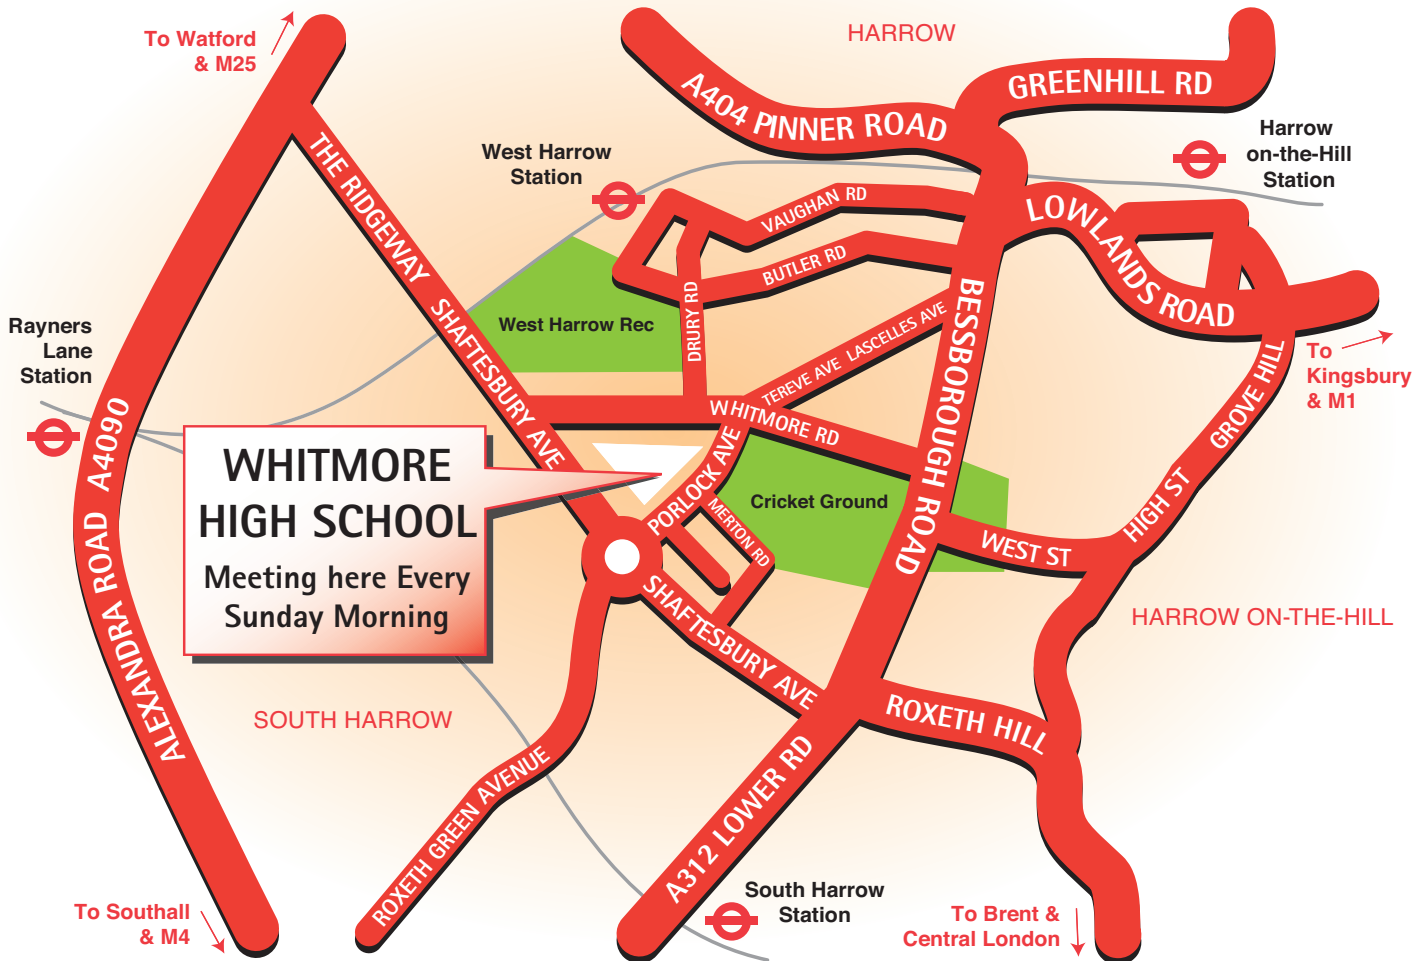 To Watford
& M25
HARROW
A404 PINNER ROAD
GREENHILL RD
Harrow
on-the-Hill
Station
West Harrow
Station
THE RIDGEWAY
VAUGHAN RD
LOWLANDS ROAD
BUTLER RD
DRURY RD
West Harrow Rec
SHAFTESBURY AVE
TEREVE AVE
LASCELLES AVE
BESSBOROUGH ROAD
Rayners
Lane
Station
To
Kingsbury
& M1
GROVE HILL
WHITMORE RD
ALEXANDRA ROAD A4090
WHITMORE
HIGH SCHOOL
Meeting here Every
Sunday Morning
PORLOCK AVE
MERTON RD
Cricket Ground
HIGH ST
WEST ST
SHAFTESBURY AVE
HARROW ON-THE-HILL
SOUTH HARROW
ROXETH HILL
ROXETH GREEN AVENUE
A312 LOWER RD
South Harrow
Station
To Southall
& M4
To Brent &
Central London